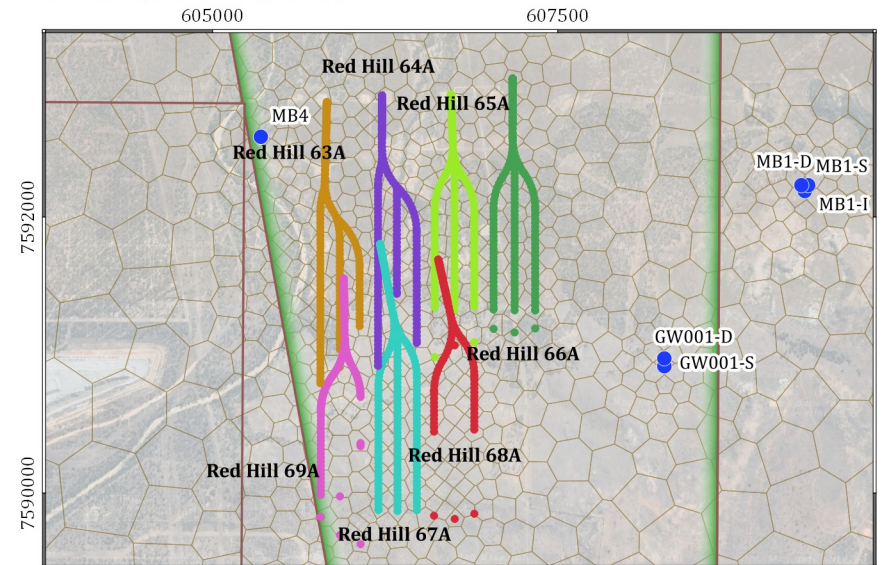 605000
607500
Red Hill 64A
Red Hill 65A
MB4
Red Hill 63A
MB1-D
MB1-S
MB1-I
7592000
GW001-D
GW001-S
Red Hill 66A
Red Hill 68A
Red Hill 69A
7590000
Red Hill 67A